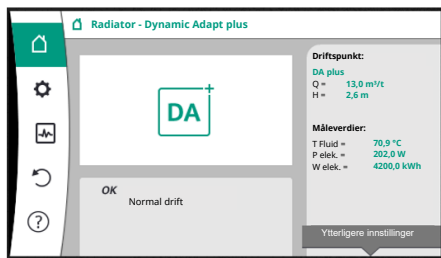 Radiator - Dynamic Adapt plus
DA+
OK
Normal drift
Driftspunkt:
DA plus
Q = 13,0 m³/t
H = 2,6 m
Måleverdier:
T Fluid = 70,9 °C
P elek. = 202,0 W
W elek. = 4200,0 kWh
Ytterligere innstillinger
?